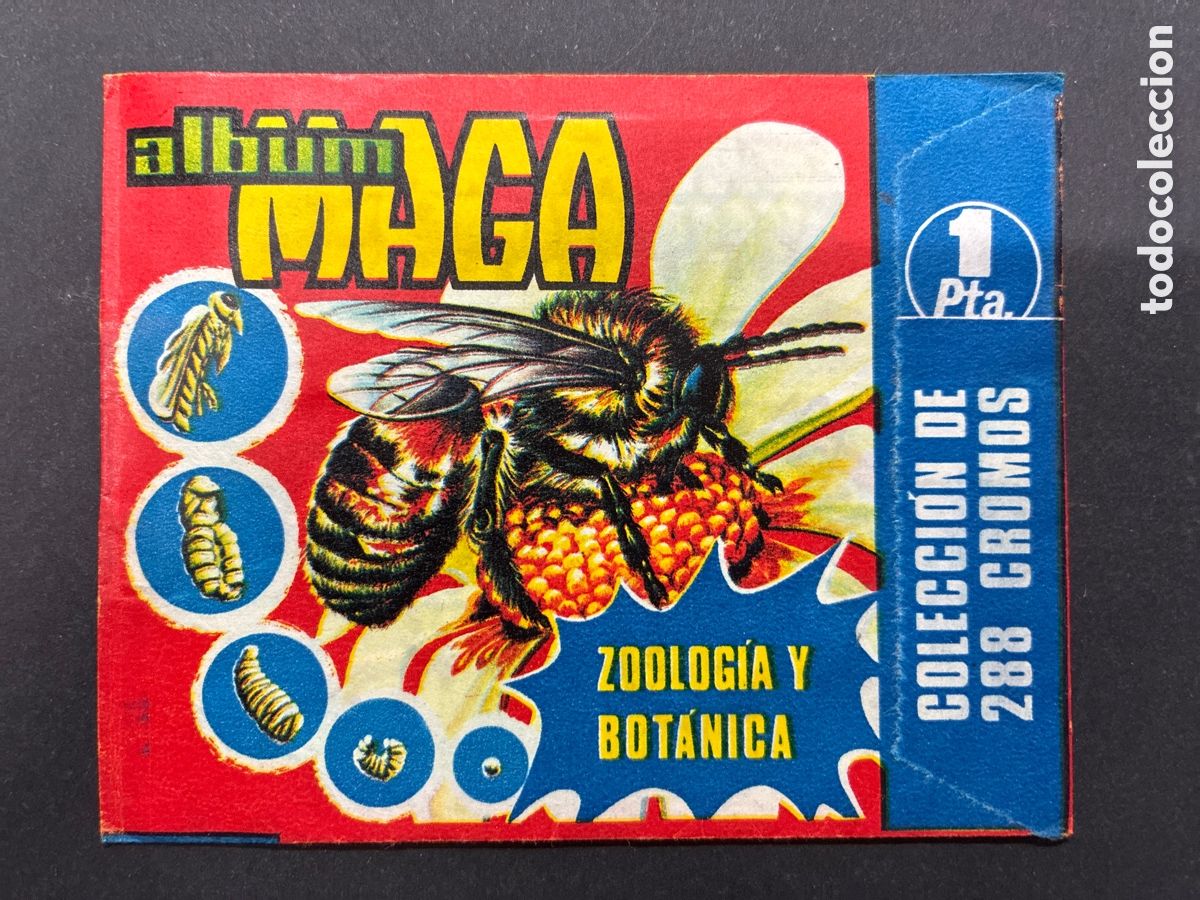 album
MAGA
ZOOLOGÍA Y
BOTÁNICA
1
Pta.
COLECCIÓN DE
288 CROMOS
todocoleccion